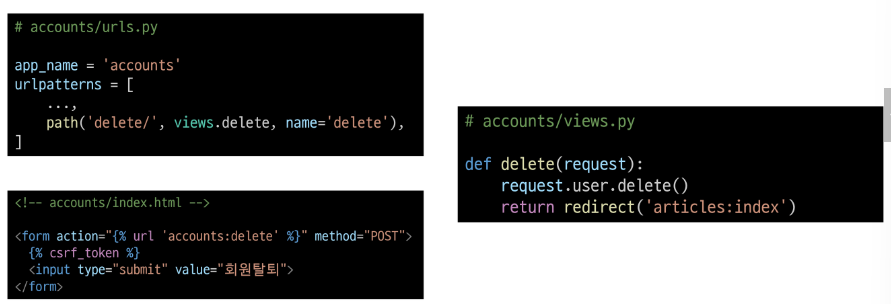 # accounts/urls.py
app_name = 'accounts'
urlpatterns = [
    ...,
    path('delete/', views.delete, name='delete'),
]
<!-- accounts/index.html -->
<form action="{% url 'accounts:delete' %}" method="POST">
  {% csrf_token %}
  <input type="submit" value="회원탈퇴">
</form>
# accounts/views.py
def delete(request):
    request.user.delete()
    return redirect('articles:index')